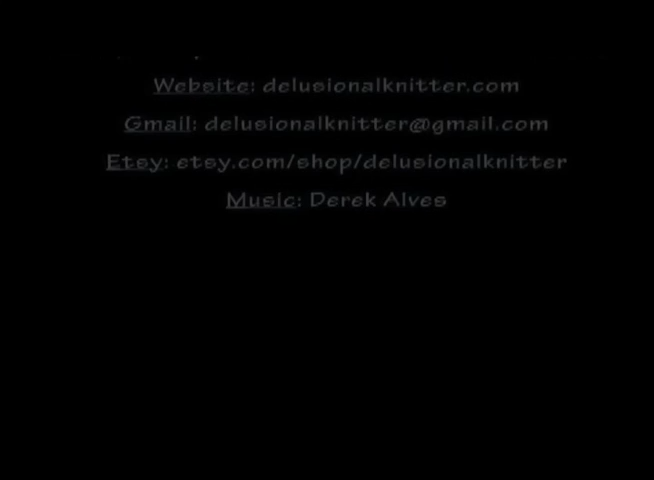 Website: delusionalknitter.com
Gmail: delusionalknitter@gmail.com
Etsy: etsy.com/shop/delusionalknitter
Music: Derek Alves